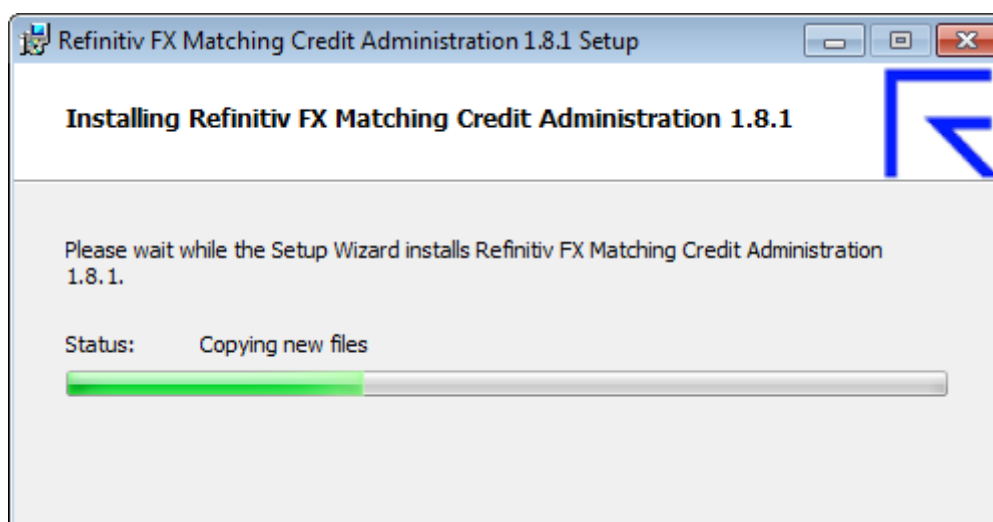 Refinitiv FX Matching Credit Administration 1.8.1 Setup
Installing Refinitiv FX Matching Credit Administration 1.8.1
Please wait while the Setup Wizard installs Refinitiv FX Matching Credit Administration
1.8.1.
Status: Copying new files